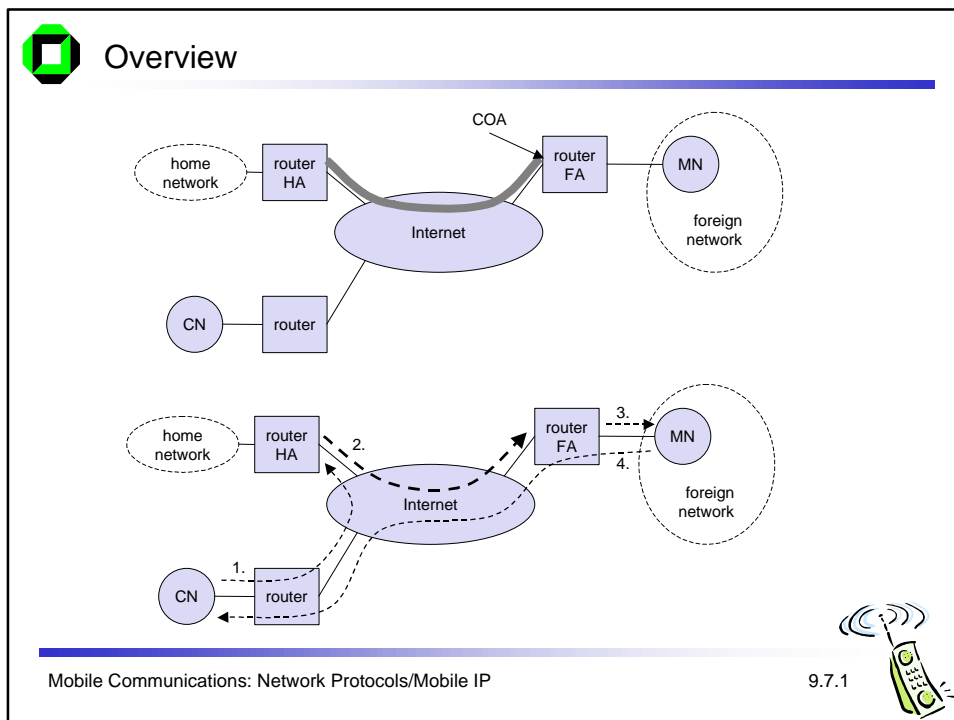 Overview
COA
home
network
router
HA
router
FA
MN
Internet
foreign
network
CN
router
home
network
router
HA
2.
router
FA
3.
MN
4.
Internet
foreign
network
1.
CN
router
Mobile Communications: Network Protocols/Mobile IP
9.7.1